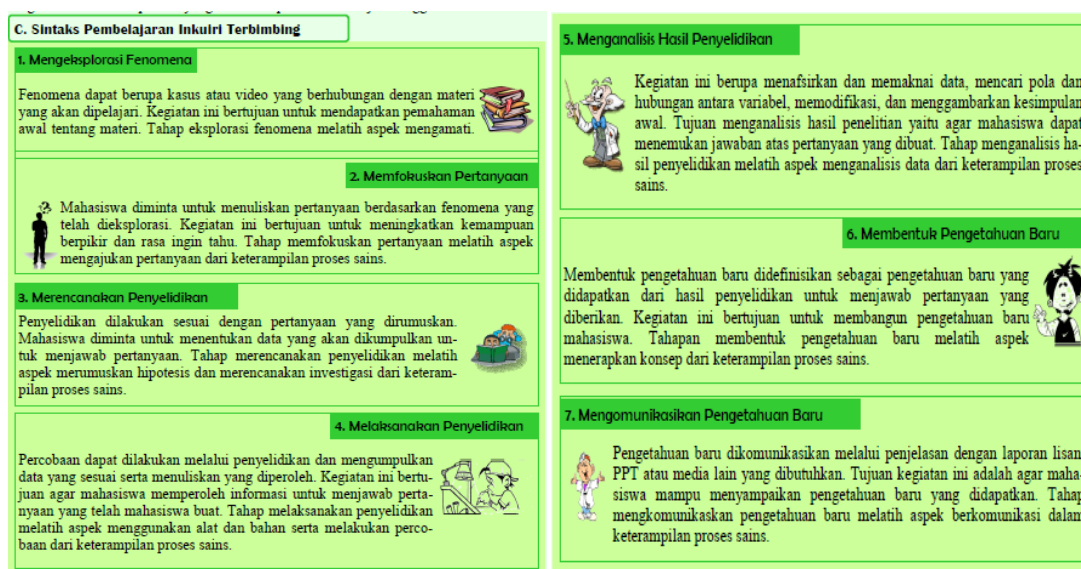 C. Sintaks Pembelajaran Inkuiri Terbimbing
1. Mengeksplorasi Fenomena
Fenomena dapat berupa kasus atau video yang berhubungan dengan materi
yang akan dipelajari. Kegiatan ini bertujuan untuk mendapatkan pemahaman
awal tentang materi. Tahap eksplorasi fenomena melatih aspek mengamati.
2. Memfokuskan Pertanyaan
Mahasiswa diminta untuk menuliskan pertanyaan berdasarkan fenomena yang
telah dieksplorasi. Kegiatan ini bertujuan untuk meningkatkan kemampuan
berpikir dan rasa ingin tahu. Tahap memfokuskan pertanyaan melatih aspek
mengajukan pertanyaan dari keterampilan proses sains.
3. Merencanakan Penyelidikan
Penyelidikan dilakukan sesuai dengan pertanyaan yang dirumuskan.
Mahasiswa diminta untuk menentukan data yang akan dikumpulkan un-
tuk menjawab pertanyaan. Tahap merencanakan penyelidikan melatih
aspek merumuskan hipotesis dan merencanakan investigasi dari keteram-
pilan proses sains.
4. Melaksanakan Penyelidikan
Percobaan dapat dilakukan melalui penyelidikan dan mengumpulkan
data yang sesuai serta menuliskan yang diperoleh. Kegiatan ini bertu-
juan agar mahasiswa memperoleh informasi untuk menjawab perta-
nyaan yang telah mahasiswa buat. Tahap melaksanakan penyelidikan
melatih aspek menggunakan alat dan bahan serta melakukan perco-
baan dari keterampilan proses sains.
5. Menganalisis Hasil Penyelidikan
Kegiatan ini berupa menafsirkan dan memaknai data, mencari pola dan
hubungan antara variabel, memodifikasi, dan menggambarkan kesimpulan
awal. Tujuan menganalisis hasil penelitian yaitu agar mahasiswa dapat
menemukan jawaban atas pertanyaan yang dibuat. Tahap menganalisis ha-
sil penyelidikan melatih aspek menganalisis data dari keterampilan proses
sains.
6. Membentuk Pengetahuan Baru
Membentuk pengetahuan baru didefinisikan sebagai pengetahuan baru yang
didapatkan dari hasil penyelidikan untuk menjawab pertanyaan yang
diberikan. Kegiatan ini bertujuan untuk membangun pengetahuan baru
mahasiswa. Tahapan membentuk pengetahuan baru melatih aspek
menerapkan konsep dari keterampilan proses sains.
7. Mengomunikasikan Pengetahuan Baru
Pengetahuan baru dikomunikasikan melalui penjelasan dengan laporan lisan,
PPT atau media lain yang dibutuhkan. Tujuan kegiatan ini adalah agar maha-
siswa mampu menyampaikan pengetahuan baru yang didapatkan. Tahap
mengkomunikaskan pengetahuan baru melatih aspek berkomunikasi dalam
keterampilan proses sains.